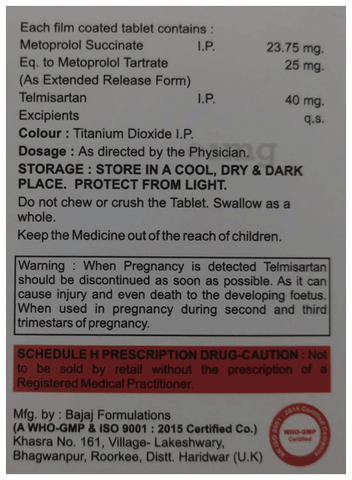 Each film coated tablet contains :
Metoprolol Succinate I.P. 23.75 mg.
Eq. to Metoprolol Tartrate 25 mg.
(As Extended Release Form)
Telmisartan I.P. 40 mg.
Excipients q.s.
Colour : Titanium Dioxide I.P.
Dosage : As directed by the Physician.
STORAGE : STORE IN A COOL, DRY & DARK
PLACE. PROTECT FROM LIGHT.
Do not chew or crush the Tablet. Swallow as a
whole.
Keep the Medicine out of the reach of children.
Warning : When Pregnancy is detected Telmisartan
should be discontinued as soon as possible. As it can
cause injury and even death to the developing foetus.
When used in pregnancy during second and third
trimestars of pregnancy.
SCHEDULE H PRESCRIPTION DRUG-CAUTION : Not
to be sold by retail without the prescription of a
Registered Medical Practitioner.
Mfg. by : Bajaj Formulations
(A WHO-GMP & ISO 9001 : 2015 Certified Co.)
Khasra No. 161, Village- Lakeshwary,
Bhagwanpur, Roorkee, Distt. Haridwar (U.K)
WHO-GMP
Certified